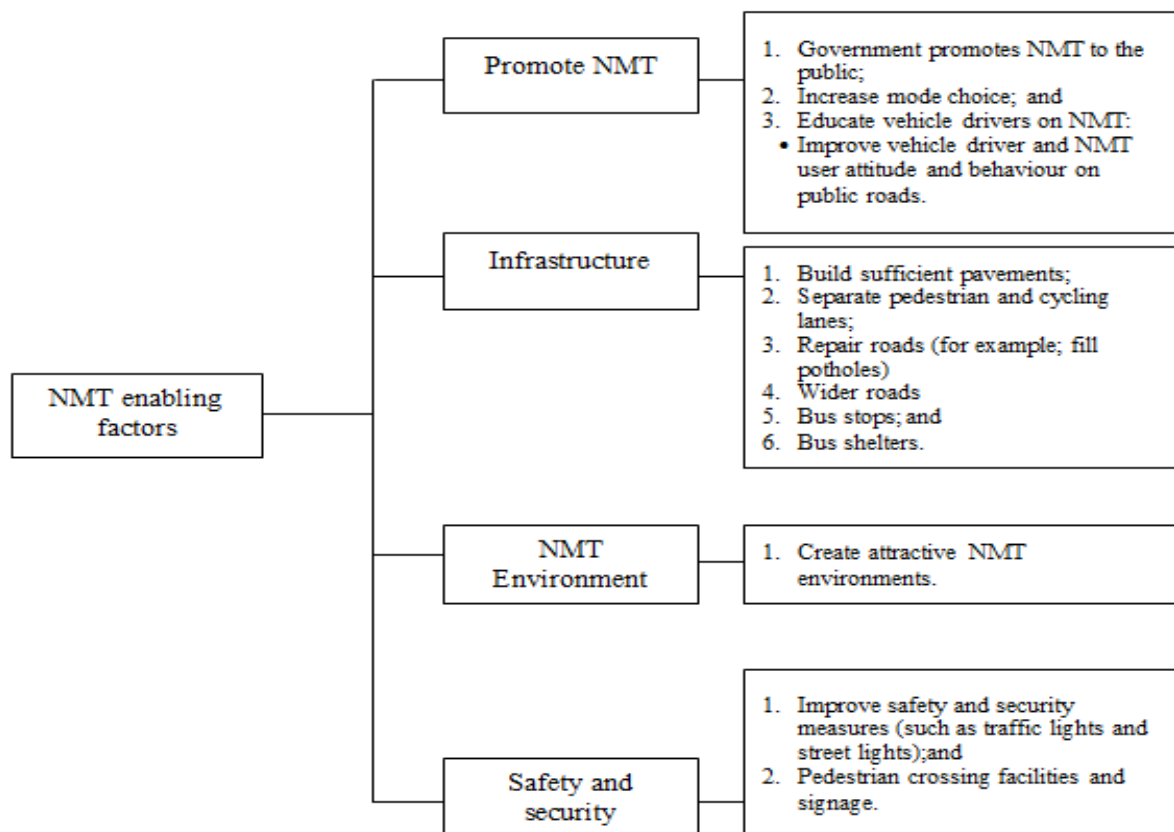 Promote NMT
1. Government promotes NMT to the
public;
2. Increase mode choice; and
3. Educate vehicle drivers on NMT:
• Improve vehicle driver and NMT
user attitude and behaviour on
public roads.
Infrastructure
1. Build sufficient pavements;
2. Separate pedestrian and cycling
lanes;
3. Repair roads (for example; fill
potholes)
4. Wider roads
5. Bus stops; and
6. Bus shelters.
NMT enabling
factors
NMT
Environment
1. Create attractive NMT
environments.
Safety and
security
1. Improve safety and security
measures (such as traffic lights and
street lights);and
2. Pedestrian crossing facilities and
signage.